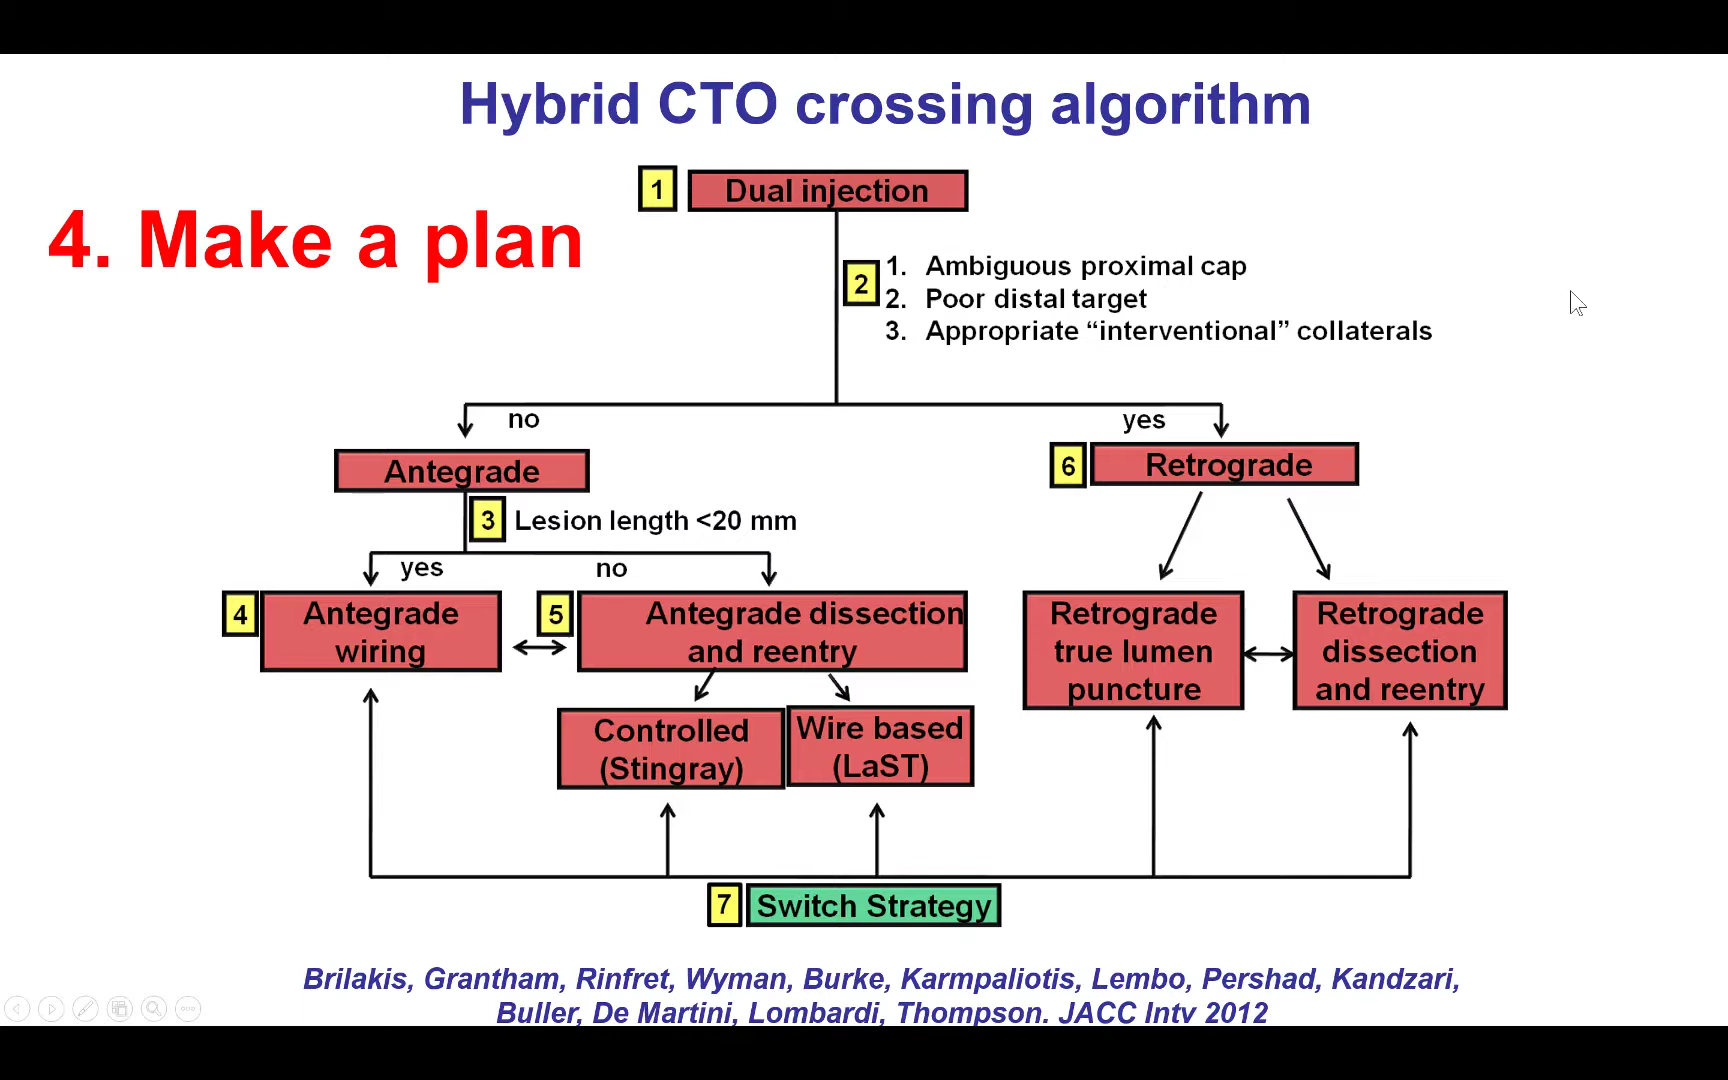 Hybrid CTO crossing algorithm
4. Make a plan
1 Dual injection
2
1. Ambiguous proximal cap
2. Poor distal target
3. Appropriate “interventional” collaterals
no
yes
Antegrade
6 Retrograde
3 Lesion length <20 mm
yes
no
4 Antegrade
wiring
5 Antegrade dissection
and reentry
Retrograde
true lumen
puncture
Retrograde
dissection
and reentry
Controlled
(Stingray)
Wire based
(LaST)
7 Switch Strategy
Brilakis, Grantham, Rinfret, Wyman, Burke, Karmpaliotis, Lembo, Pershad, Kandzari,
Buller, De Martini, Lombardi, Thompson. JACC Intv 2012